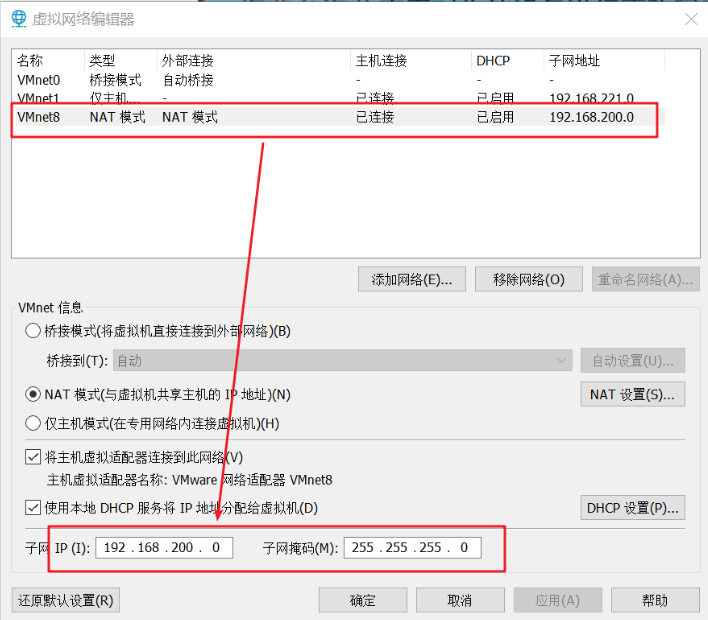 虚拟网络编辑器
名称 类型 外部连接 主机连接 DHCP 子网地址
VMnet0 桥接模式 自动桥接 - - -
VMnet1 仅主机... - 已连接 已启用 192.168.221.0
VMnet8 NAT 模式 NAT 模式 已连接 已启用 192.168.200.0
添加网络(E)... 移除网络(O) 重命名网络(A)...
VMnet 信息
桥接模式(将虚拟机直接连接到外部网络)(B)
桥接到(T): 自动 自动设置(U)...
NAT 模式(与虚拟机共享主机的 IP 地址)(N) NAT 设置(S)...
仅主机模式(在专用网络内连接虚拟机)(H)
将主机虚拟适配器连接到此网络(V)
主机虚拟适配器名称: VMware 网络适配器 VMnet8
使用本地 DHCP 服务将 IP 地址分配给虚拟机(D) DHCP 设置(P)...
子网 IP (I): 192 . 168 . 200 . 0 子网掩码(M): 255 . 255 . 255 . 0
还原默认设置(R) 确定 取消 应用(A) 帮助